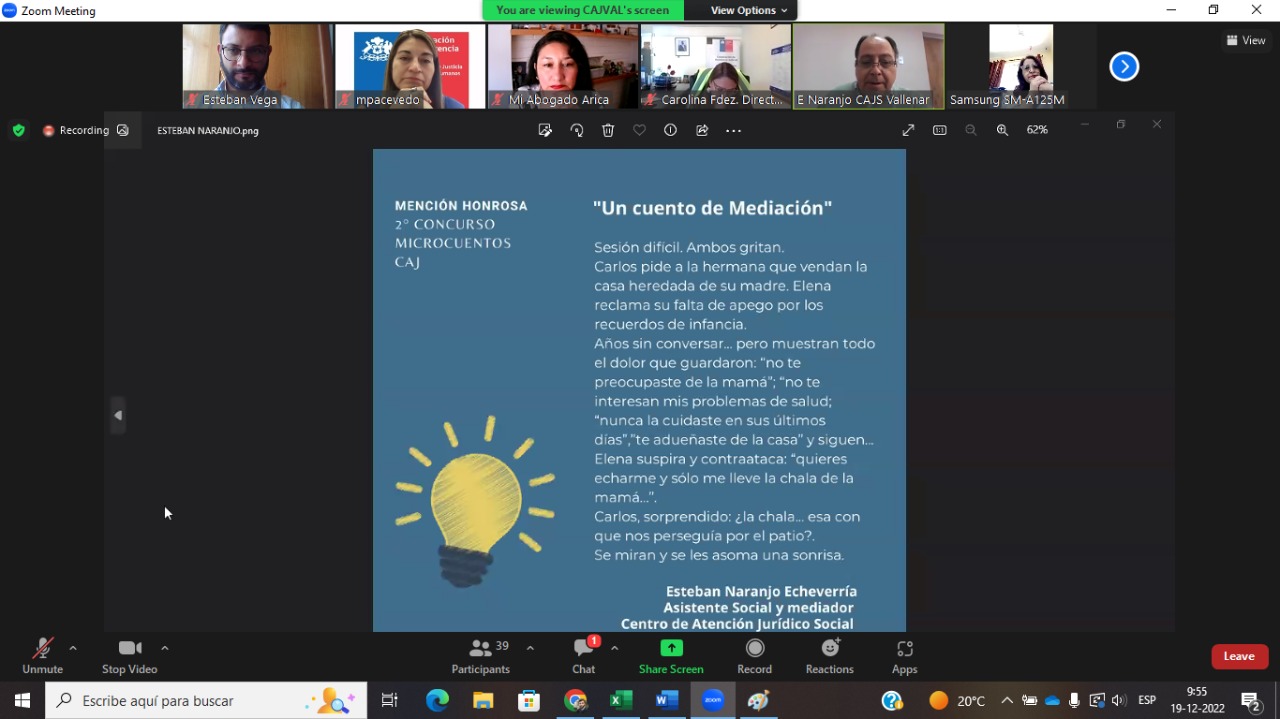 Zoom Meeting
You are viewing CAJVAL's screen
View Options
Esteban Vega
mpacevedo
Mi Abogado Arica
Carolina Fdez. Direct...
E Naranjo CAJS Vallenar
Samsung SM-A125M
View
Recording
ESTEBAN NARANJO.png
62%
MENCIÓN HONROSA
2° CONCURSO
MICROCUENTOS
CAJ
"Un cuento de Mediación"
Sesión difícil. Ambos gritan.
Carlos pide a la hermana que vendan la
casa heredada de su madre. Elena
reclama su falta de apego por los
recuerdos de infancia.
Años sin conversar... pero muestran todo
el dolor que guardaron: “no te
preocupaste de la mamá”; “no te
interesan mis problemas de salud;
“nunca la cuidaste en sus últimos
días”,”te adueñaste de la casa” y siguen...
Elena suspira y contraataca: “quieres
echarme y sólo me lleve la chala de la
mamá...”.
Carlos, sorprendido: ¿la chala... esa con
que nos perseguía por el patio?.
Se miran y se les asoma una sonrisa.
Esteban Naranjo Echeverría
Asistente Social y mediador
Centro de Atención Jurídico Social
Unmute
Stop Video
39
Participants
1
Chat
Share Screen
Record
Reactions
Apps
Leave
Escribe aquí para buscar
zoom
20°C
ESP
9:55
19-12-2022
2